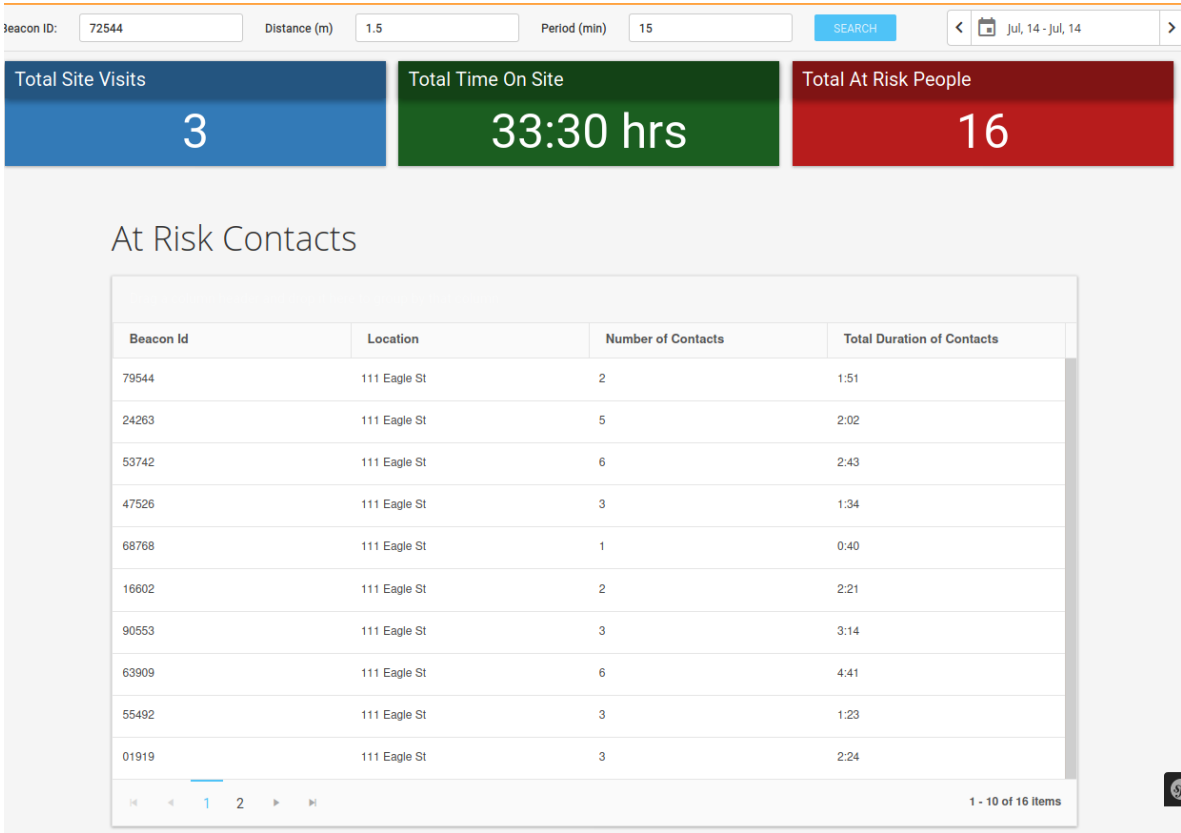 Beacon ID: 72544 Distance (m) 1.5 Period (min) 15 SEARCH Jul, 14 - Jul, 14
Total Site Visits
3
Total Time On Site
33:30 hrs
Total At Risk People
16
At Risk Contacts
Beacon Id Location Number of Contacts Total Duration of Contacts
79544 111 Eagle St 2 1:51
24263 111 Eagle St 5 2:02
53742 111 Eagle St 6 2:43
47526 111 Eagle St 3 1:34
68768 111 Eagle St 1 0:40
16602 111 Eagle St 2 2:21
90553 111 Eagle St 3 3:14
63909 111 Eagle St 6 4:41
55492 111 Eagle St 3 1:23
01919 111 Eagle St 3 2:24
1 2 1 - 10 of 16 items